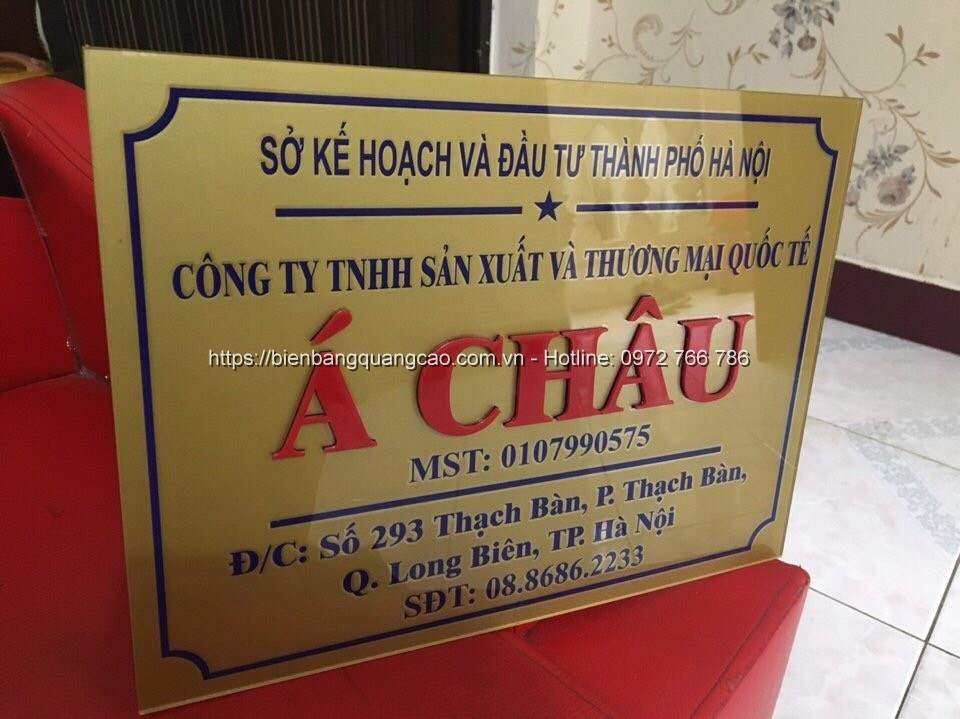 SỞ KẾ HOẠCH VÀ ĐẦU TƯ THÀNH PHỐ HÀ NỘI
CÔNG TY TNHH SẢN XUẤT VÀ THƯƠNG MẠI QUỐC TẾ
Á CHÂU
https://bienbangquangcao.com.vn - Hotline: 0972 766 786
MST: 0107990575
Đ/C: Số 293 Thạch Bàn, P. Thạch Bàn,
Q. Long Biên, TP. Hà Nội
SĐT: 08.8686.2233